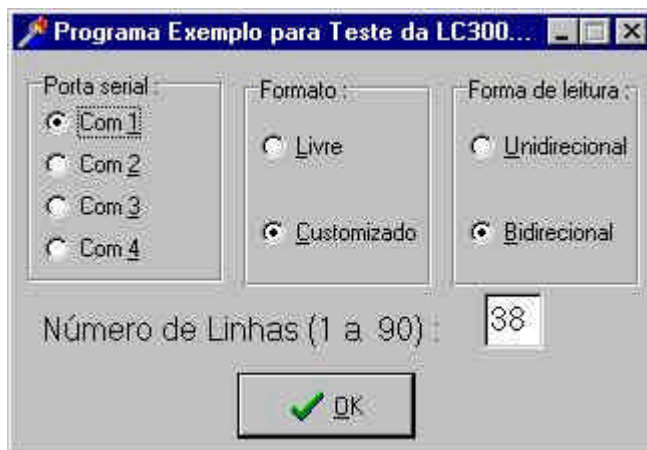 Programa Exemplo para Teste da LC300...
Porta serial :
Com 1
Com 2
Com 3
Com 4
Formato :
Livre
Customizado
Forma de leitura :
Unidirecional
Bidirecional
Número de Linhas (1 a 90) :
38
OK